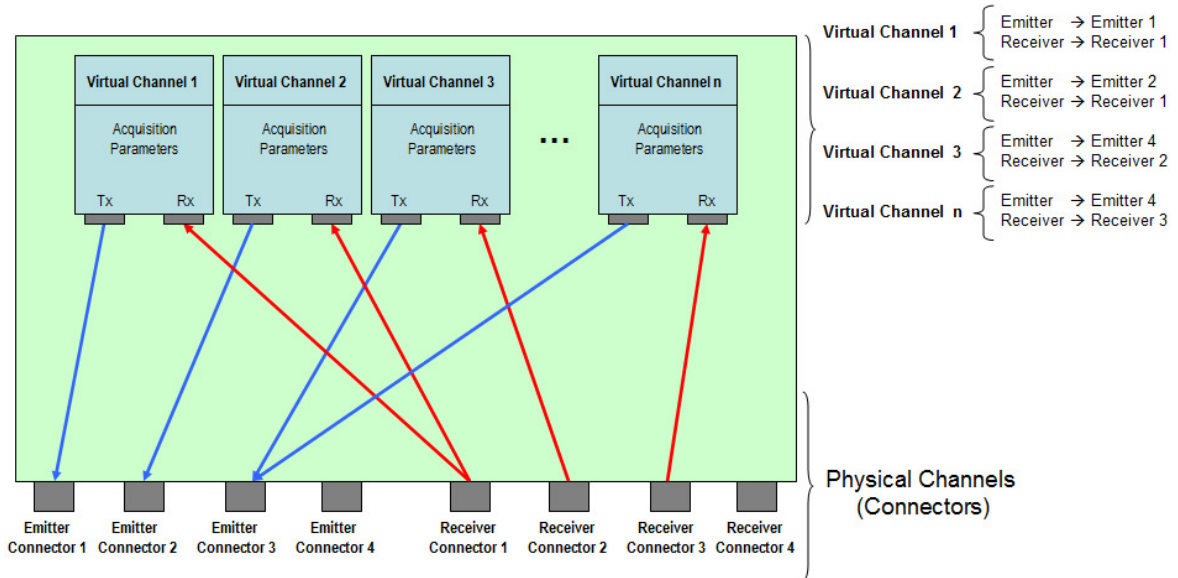 Virtual Channel 1
Virtual Channel 2
Virtual Channel 3
Virtual Channel n
Acquisition
Parameters
Acquisition
Parameters
Acquisition
Parameters
Acquisition
Parameters
...
Tx Rx
Tx Rx
Tx Rx
Tx Rx
Virtual Channel 1
Emitter → Emitter 1
Receiver → Receiver 1
Virtual Channel 2
Emitter → Emitter 2
Receiver → Receiver 1
Virtual Channel 3
Emitter → Emitter 4
Receiver → Receiver 2
Virtual Channel n
Emitter → Emitter 4
Receiver → Receiver 3
Emitter
Connector 1
Emitter
Connector 2
Emitter
Connector 3
Emitter
Connector 4
Receiver
Connector 1
Receiver
Connector 2
Receiver
Connector 3
Receiver
Connector 4
Physical Channels
(Connectors)